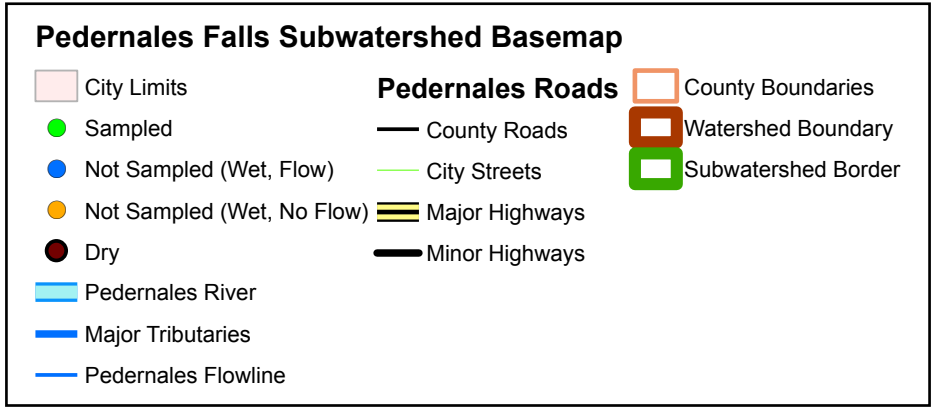 Pedernales Falls Subwatershed Basemap
City Limits
Sampled
Not Sampled (Wet, Flow)
Not Sampled (Wet, No Flow)
Dry
Pedernales River
Major Tributaries
Pedernales Flowline
Pedernales Roads
County Roads
City Streets
Major Highways
Minor Highways
County Boundaries
Watershed Boundary
Subwatershed Border